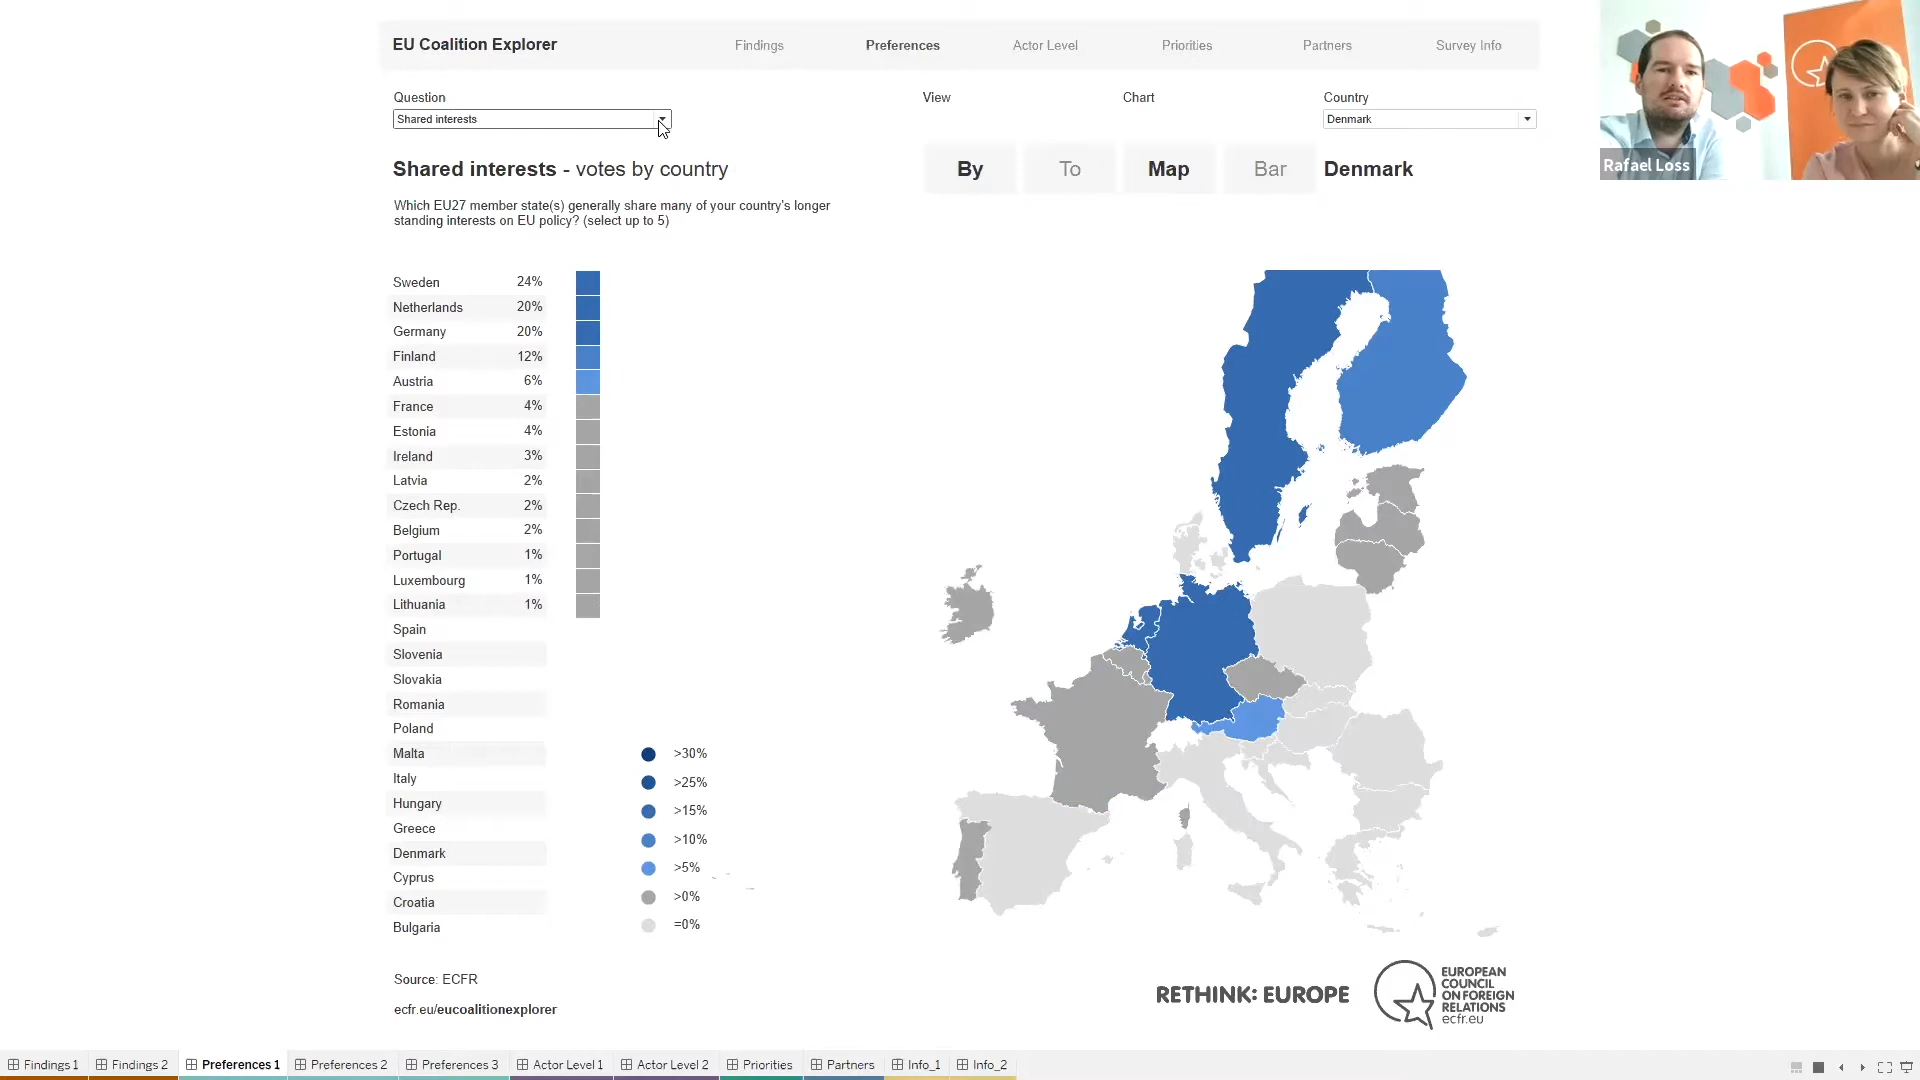 EU Coalition Explorer
Findings
Preferences
Actor Level
Priorities
Partners
Survey Info
Question
View
Chart
Country
Shared interests
Denmark
Shared interests - votes by country
By
To
Map
Bar
Denmark
Which EU27 member state(s) generally share many of your country's longer
standing interests on EU policy? (select up to 5)
Rafael Loss
Sweden 24%
Netherlands 20%
Germany 20%
Finland 12%
Austria 6%
France 4%
Estonia 4%
Ireland 3%
Latvia 2%
Czech Rep. 2%
Belgium 2%
Portugal 1%
Luxembourg 1%
Lithuania 1%
Spain
Slovenia
Slovakia
Romania
Poland
Malta
Italy
Hungary
Greece
Denmark
Cyprus
Croatia
Bulgaria
>30%
>25%
>15%
>10%
>5%
>0%
=0%
Source: ECFR
ecfr.eu/eucoalitionexplorer
RETHINK: EUROPE
EUROPEAN
COUNCIL
ON FOREIGN
RELATIONS
ecfr.eu
Findings 1
Findings 2
Preferences 1
Preferences 2
Preferences 3
Actor Level 1
Actor Level 2
Priorities
Partners
Info_1
Info_2